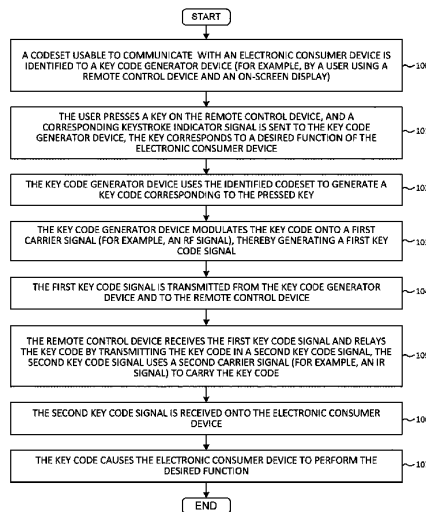 START
A CODESET USABLE TO COMMUNICATE WITH AN ELECTRONIC CONSUMER DEVICE IS
IDENTIFIED TO A KEY CODE GENERATOR DEVICE (FOR EXAMPLE, BY A USER USING A
REMOTE CONTROL DEVICE AND AN ON-SCREEN DISPLAY)
THE USER PRESSES A KEY ON THE REMOTE CONTROL DEVICE, AND A
CORRESPONDING KEYSTROKE INDICATOR SIGNAL IS SENT TO THE KEY CODE
GENERATOR DEVICE, THE KEY CORRESPONDS TO A DESIRED FUNCTION OF THE
ELECTRONIC CONSUMER DEVICE
THE KEY CODE GENERATOR DEVICE USES THE IDENTIFIED CODESET TO GENERATE A
KEY CODE CORRESPONDING TO THE PRESSED KEY
THE KEY CODE GENERATOR DEVICE MODULATES THE KEY CODE ONTO A FIRST
CARRIER SIGNAL (FOR EXAMPLE, AN RF SIGNAL), THEREBY GENERATING A FIRST KEY
CODE SIGNAL
THE FIRST KEY CODE SIGNAL IS TRANSMITTED FROM THE KEY CODE GENERATOR
DEVICE AND TO THE REMOTE CONTROL DEVICE
THE REMOTE CONTROL DEVICE RECEIVES THE FIRST KEY CODE SIGNAL AND RELAYS
THE KEY CODE BY TRANSMITTING THE KEY CODE IN A SECOND KEY CODE SIGNAL, THE
SECOND KEY CODE SIGNAL USES A SECOND CARRIER SIGNAL (FOR EXAMPLE, AN IR
SIGNAL) TO CARRY THE KEY CODE
THE SECOND KEY CODE SIGNAL IS RECEIVED ONTO THE ELECTRONIC CONSUMER
DEVICE
THE KEY CODE CAUSES THE ELECTRONIC CONSUMER DEVICE TO PERFORM THE
DESIRED FUNCTION
END